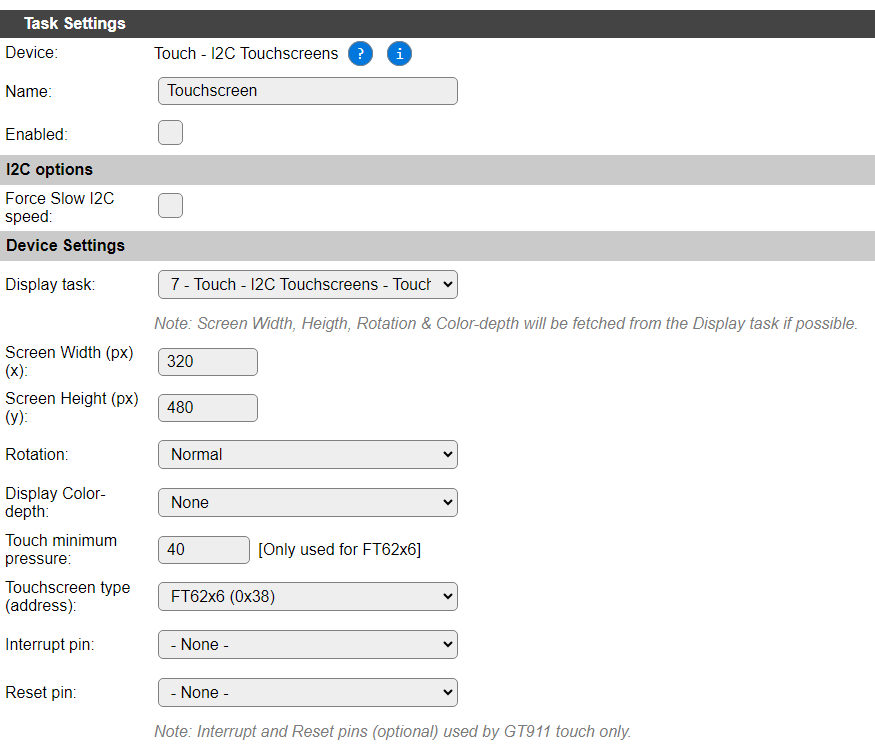 Task Settings
Device:
Touch - I2C Touchscreens ? i
Name:
Touchscreen
Enabled:
I2C options
Force Slow I2C
speed:
Device Settings
Display task:
7 - Touch - I2C Touchscreens - Touch
Note: Screen Width, Heigth, Rotation & Color-depth will be fetched from the Display task if possible.
Screen Width (px)
(x):
320
Screen Height (px)
(y):
480
Rotation:
Normal
Display Color-
depth:
None
Touch minimum
pressure:
40 [Only used for FT62x6]
Touchscreen type
(address):
FT62x6 (0x38)
Interrupt pin:
- None -
Reset pin:
- None -
Note: Interrupt and Reset pins (optional) used by GT911 touch only.